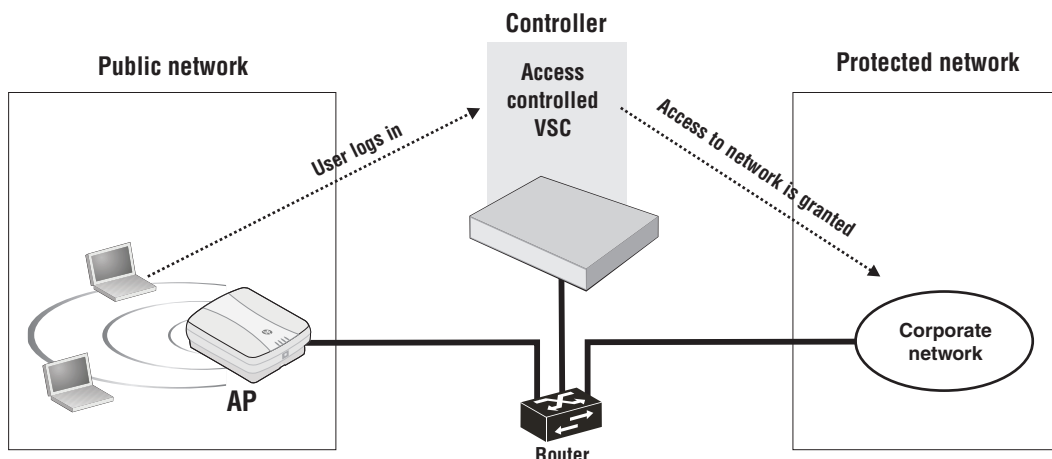 Controller
Public network
Protected network
Access
controlled
VSC
User logs in
Access to network is granted
Corporate
network
AP
Router